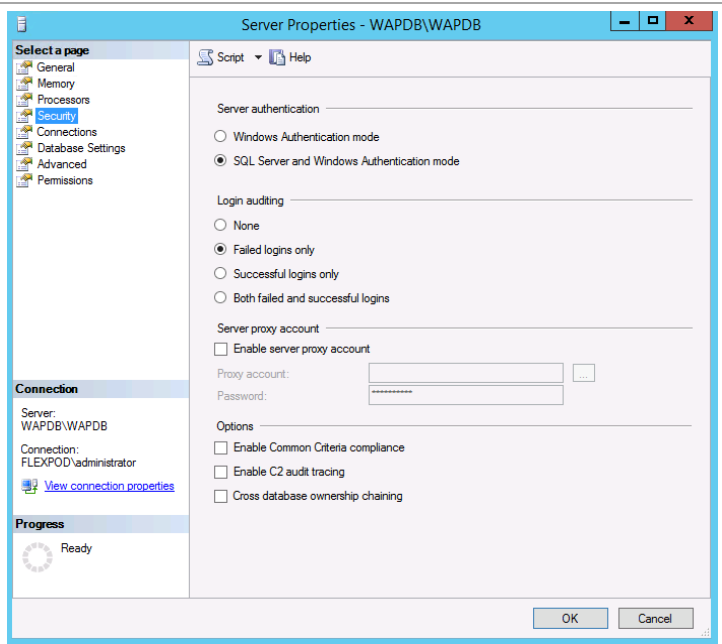 Server Properties - WAPDB\WAPDB
Select a page
General
Memory
Processors
Security
Connections
Database Settings
Advanced
Permissions
Script Help
Server authentication
Windows Authentication mode
SQL Server and Windows Authentication mode
Login auditing
None
Failed logins only
Successful logins only
Both failed and successful logins
Server proxy account
Enable server proxy account
Proxy account:
...
Password:
**********
Options
Enable Common Criteria compliance
Enable C2 audit tracing
Cross database ownership chaining
Connection
Server:
WAPDB\WAPDB
Connection:
FLEXPOD\administrator
View connection properties
Progress
Ready
OK Cancel